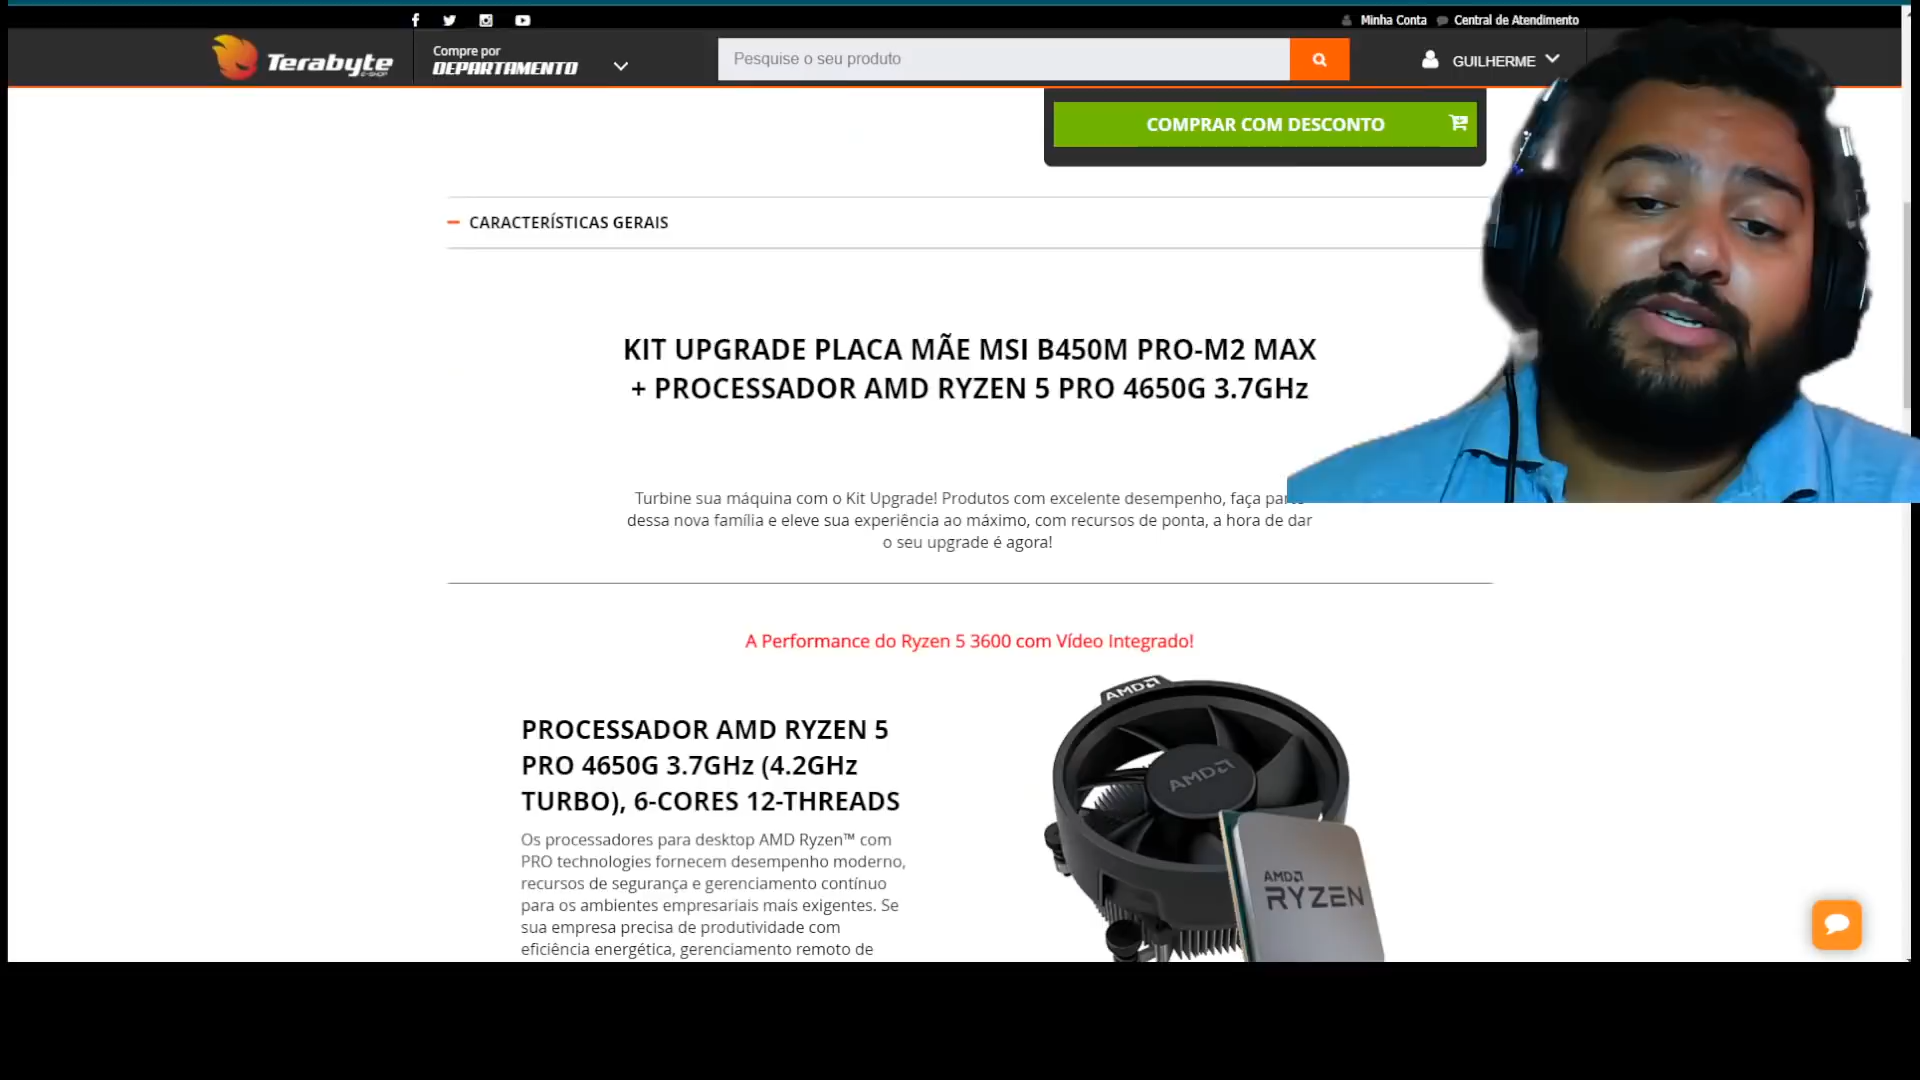 Minha Conta
Central de Atendimento
Terabyte
E-SHOP
Compre por
DEPARTAMENTO
Pesquise o seu produto
GUILHERME
COMPRAR COM DESCONTO
CARACTERÍSTICAS GERAIS
KIT UPGRADE PLACA MÃE MSI B450M PRO-M2 MAX
+ PROCESSADOR AMD RYZEN 5 PRO 4650G 3.7GHz
Turbine sua máquina com o Kit Upgrade! Produtos com excelente desempenho, faça parte
dessa nova família e eleve sua experiência ao máximo, com recursos de ponta, a hora de dar
o seu upgrade é agora!
A Performance do Ryzen 5 3600 com Vídeo Integrado!
PROCESSADOR AMD RYZEN 5
PRO 4650G 3.7GHz (4.2GHz
TURBO), 6-CORES 12-THREADS
Os processadores para desktop AMD Ryzen™ com
PRO technologies fornecem desempenho moderno,
recursos de segurança e gerenciamento contínuo
para os ambientes empresariais mais exigentes. Se
sua empresa precisa de produtividade com
eficiência energética, gerenciamento remoto de
AMD
AMD
AMD
RYZEN